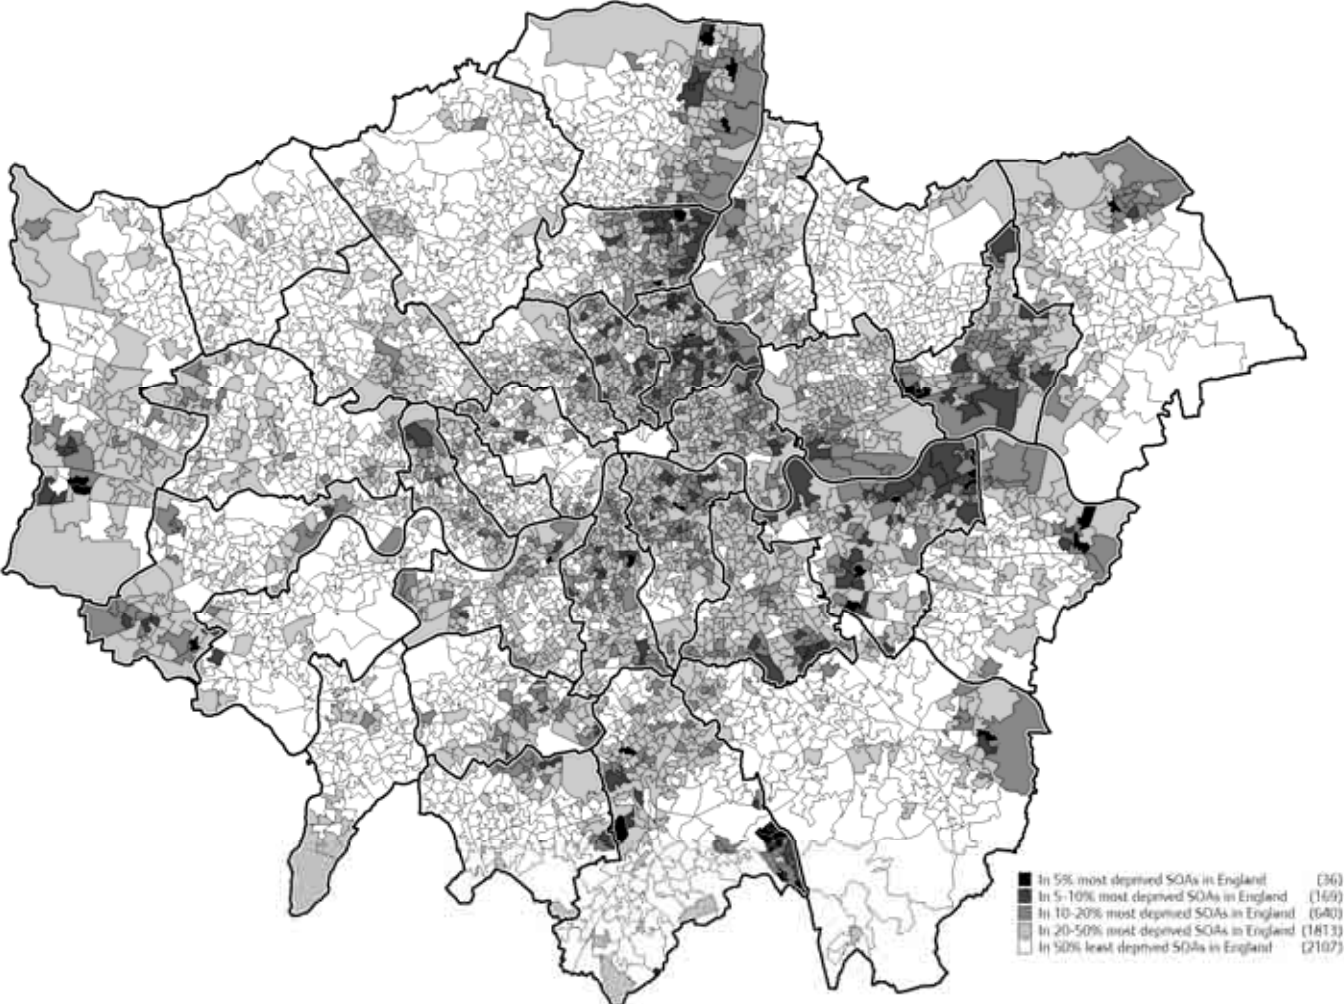 In 5% most deprived SOAs in England (36)
In 5-10% most deprived SOAs in England (169)
In 10-20% most deprived SOAs in England (640)
In 20-50% most deprived SOAs in England (1813)
In 50% least deprived SOAs in England (2107)